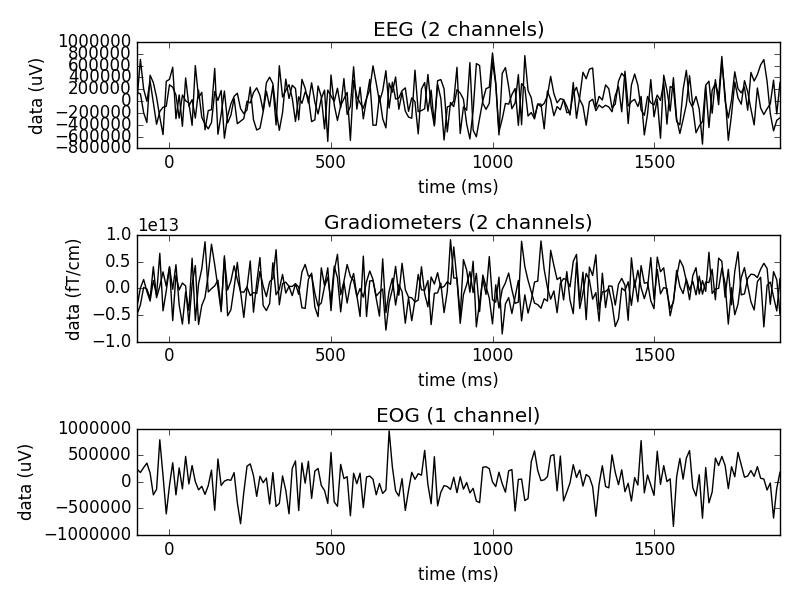 EEG (2 channels)
1000000
800000
600000
400000
200000
0
−200000
−400000
−600000
−800000
data (uV)
0 500 1000 1500
time (ms)
Gradiometers (2 channels)
1e13
1.0
0.5
0.0
−0.5
−1.0
data (fT/cm)
0 500 1000 1500
time (ms)
EOG (1 channel)
1000000
500000
0
−500000
−1000000
data (uV)
0 500 1000 1500
time (ms)